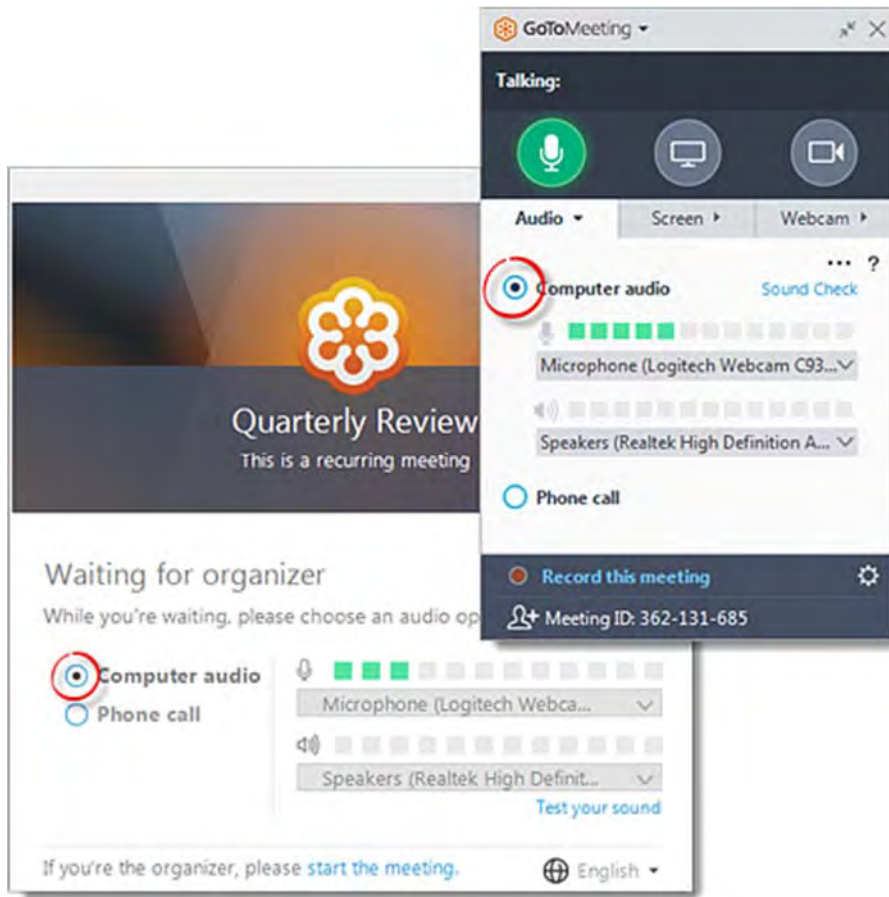 GoToMeeting
Talking:
Audio
Screen
Webcam
... ?
Computer audio
Sound Check
Microphone (Logitech Webcam C93...
Speakers (Realtek High Definition A...
Phone call
Record this meeting
Meeting ID: 362-131-685
Quarterly Review
This is a recurring meeting
Waiting for organizer
While you're waiting, please choose an audio op
Computer audio
Phone call
Microphone (Logitech Webca...
Speakers (Realtek High Definit...
Test your sound
If you're the organizer, please start the meeting.
English